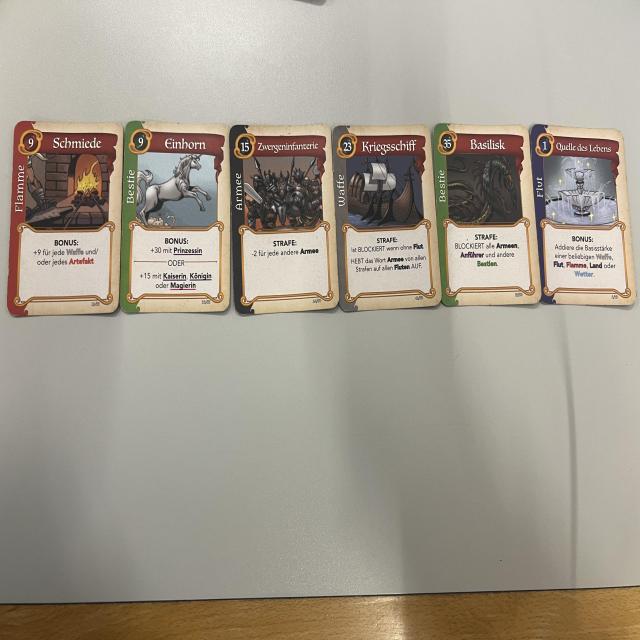 9
Schmiede
Flamme
BONUS:
+9 für jede Waffe und/
oder jedes Artefakt
9
Einhorn
Bestie
BONUS:
+30 mit Prinzessin
ODER
+15 mit Kaiserin, Königin
oder Magierin
15
Zwergeninfanterie
Armee
STRAFE:
-2 für jede andere Armee
23
Kriegsschiff
Waffe
STRAFE:
Ist BLOCKIERT wenn ohne Flut.
HEBT das Wort Armee von allen
Strafen auf allen Fluten AUF.
35
Basilisk
Bestie
STRAFE:
BLOCKIERT alle Armeen,
Anführer und andere
Bestien.
1
Quelle des Lebens
Flut
BONUS:
Addiere die Basisstärke
einer beliebigen Waffe,
Flut, Flamme, Land oder
Wetter.